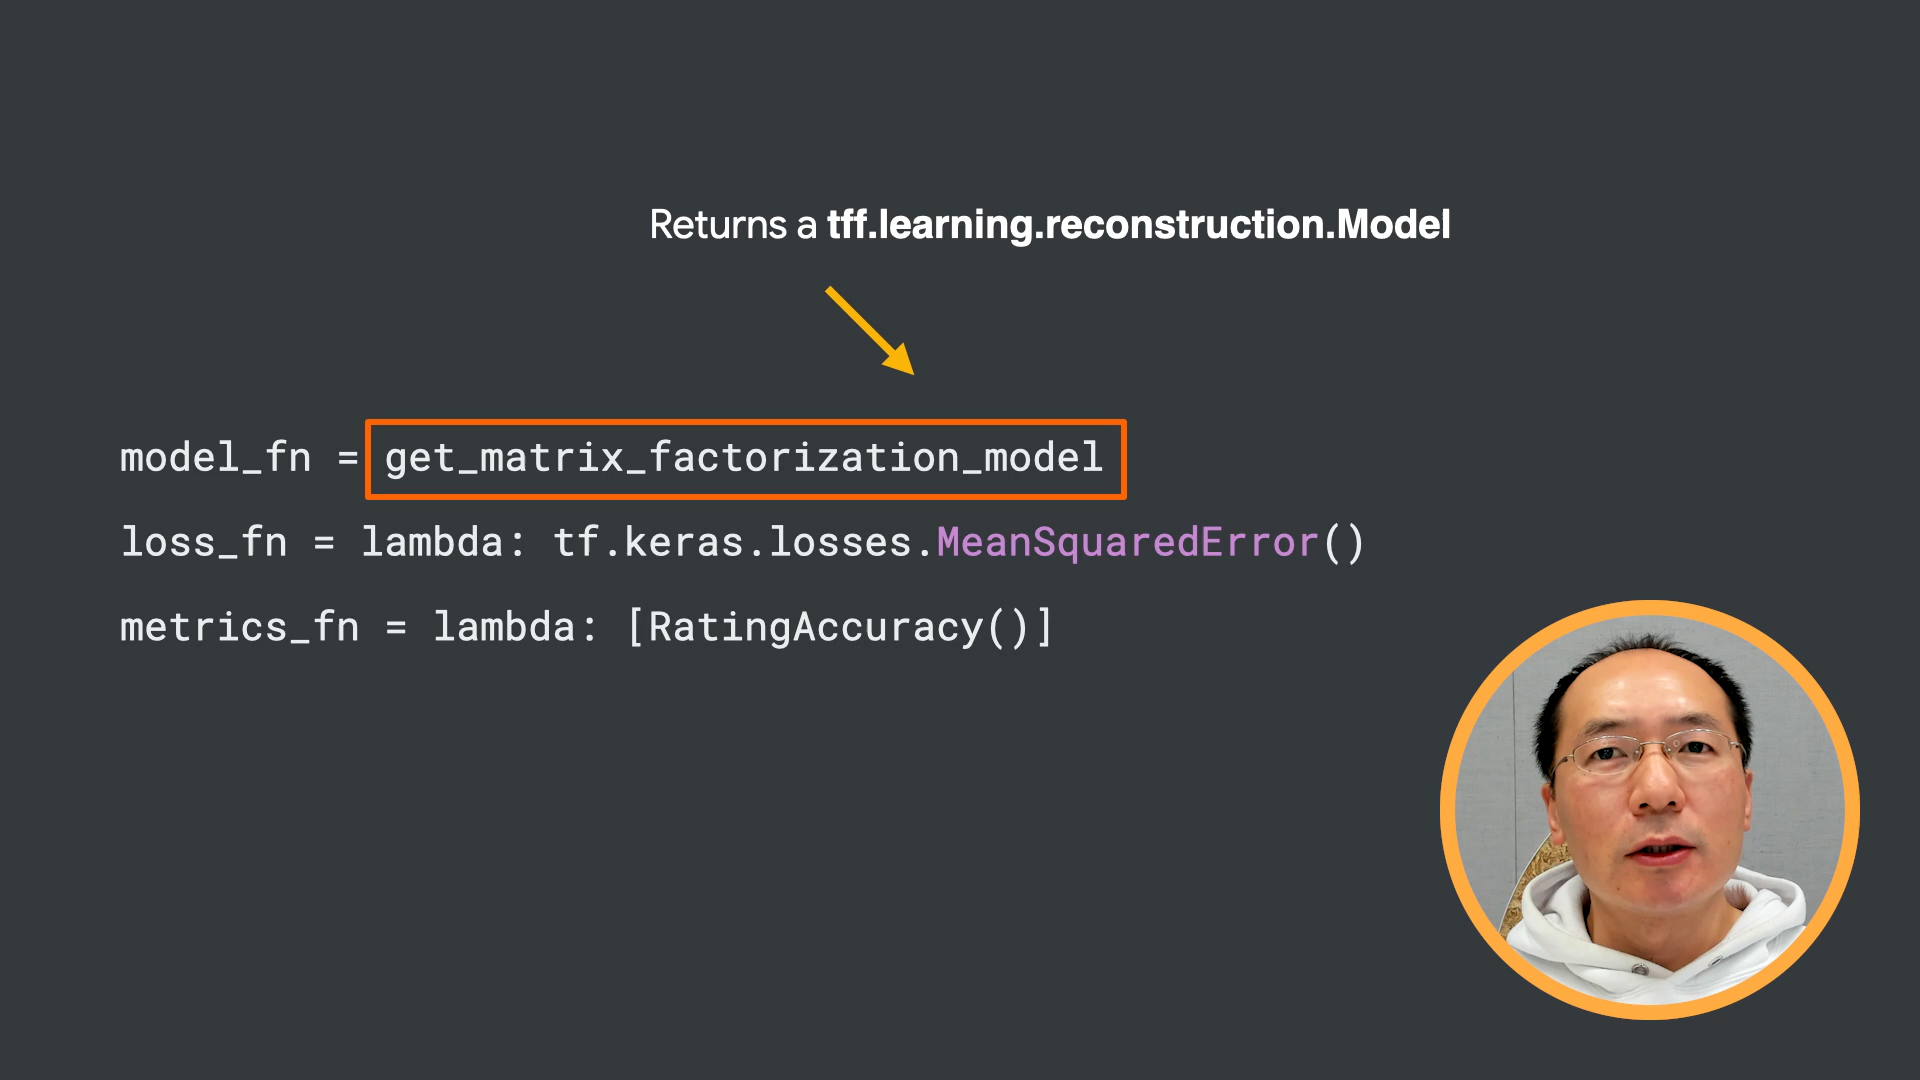 Returns a tff.learning.reconstruction.Model
model_fn = get_matrix_factorization_model
loss_fn = lambda: tf.keras.losses.MeanSquaredError()
metrics_fn = lambda: [RatingAccuracy()]